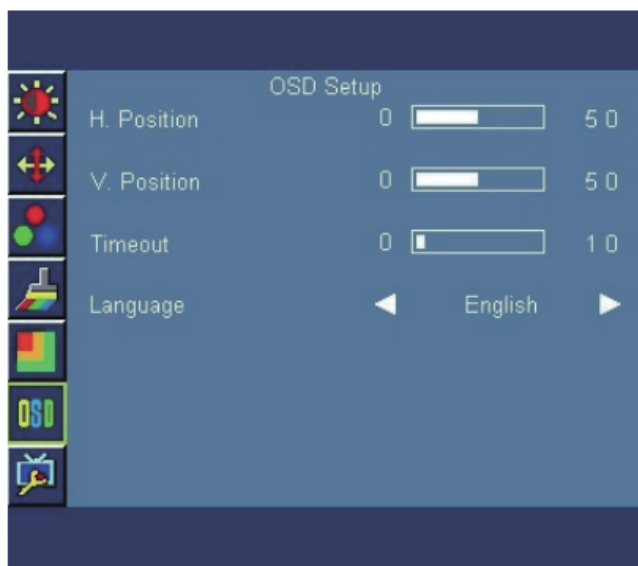 OSD Setup
H. Position 0 50
V. Position 0 50
Timeout 0 10
Language English
OSD